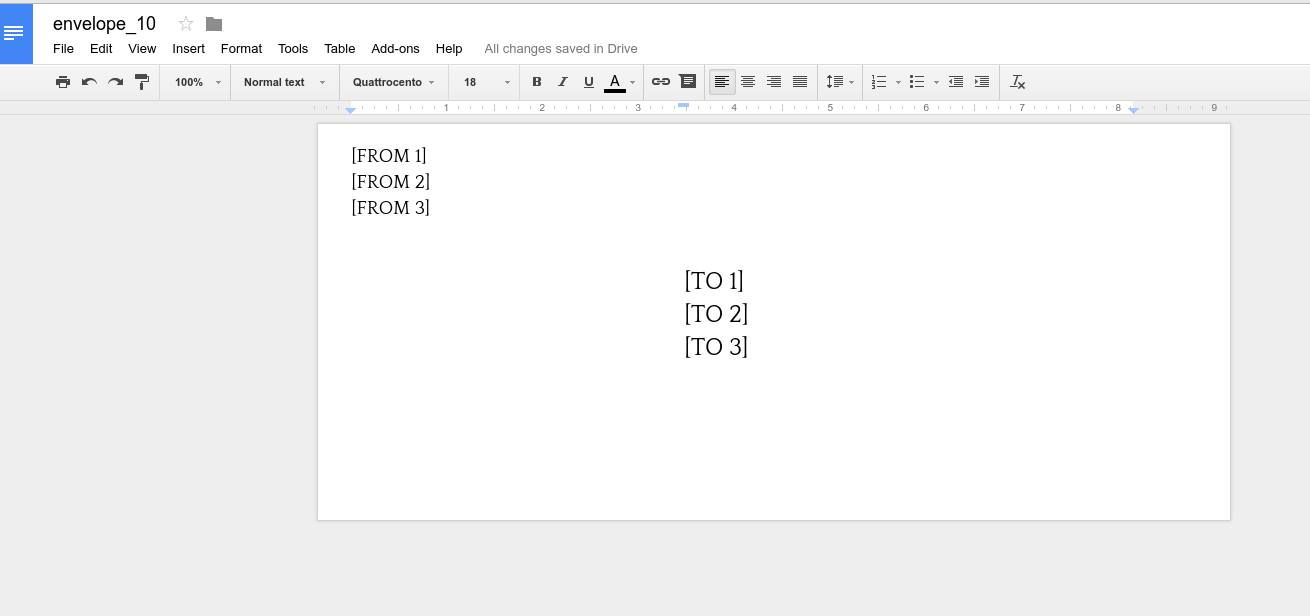 envelope_10
File Edit View Insert Format Tools Table Add-ons Help All changes saved in Drive
100% Normal text Quattrocento 18 B I U A
1 2 3 4 5 6 7 8 9
[FROM 1]
[FROM 2]
[FROM 3]
[TO 1]
[TO 2]
[TO 3]